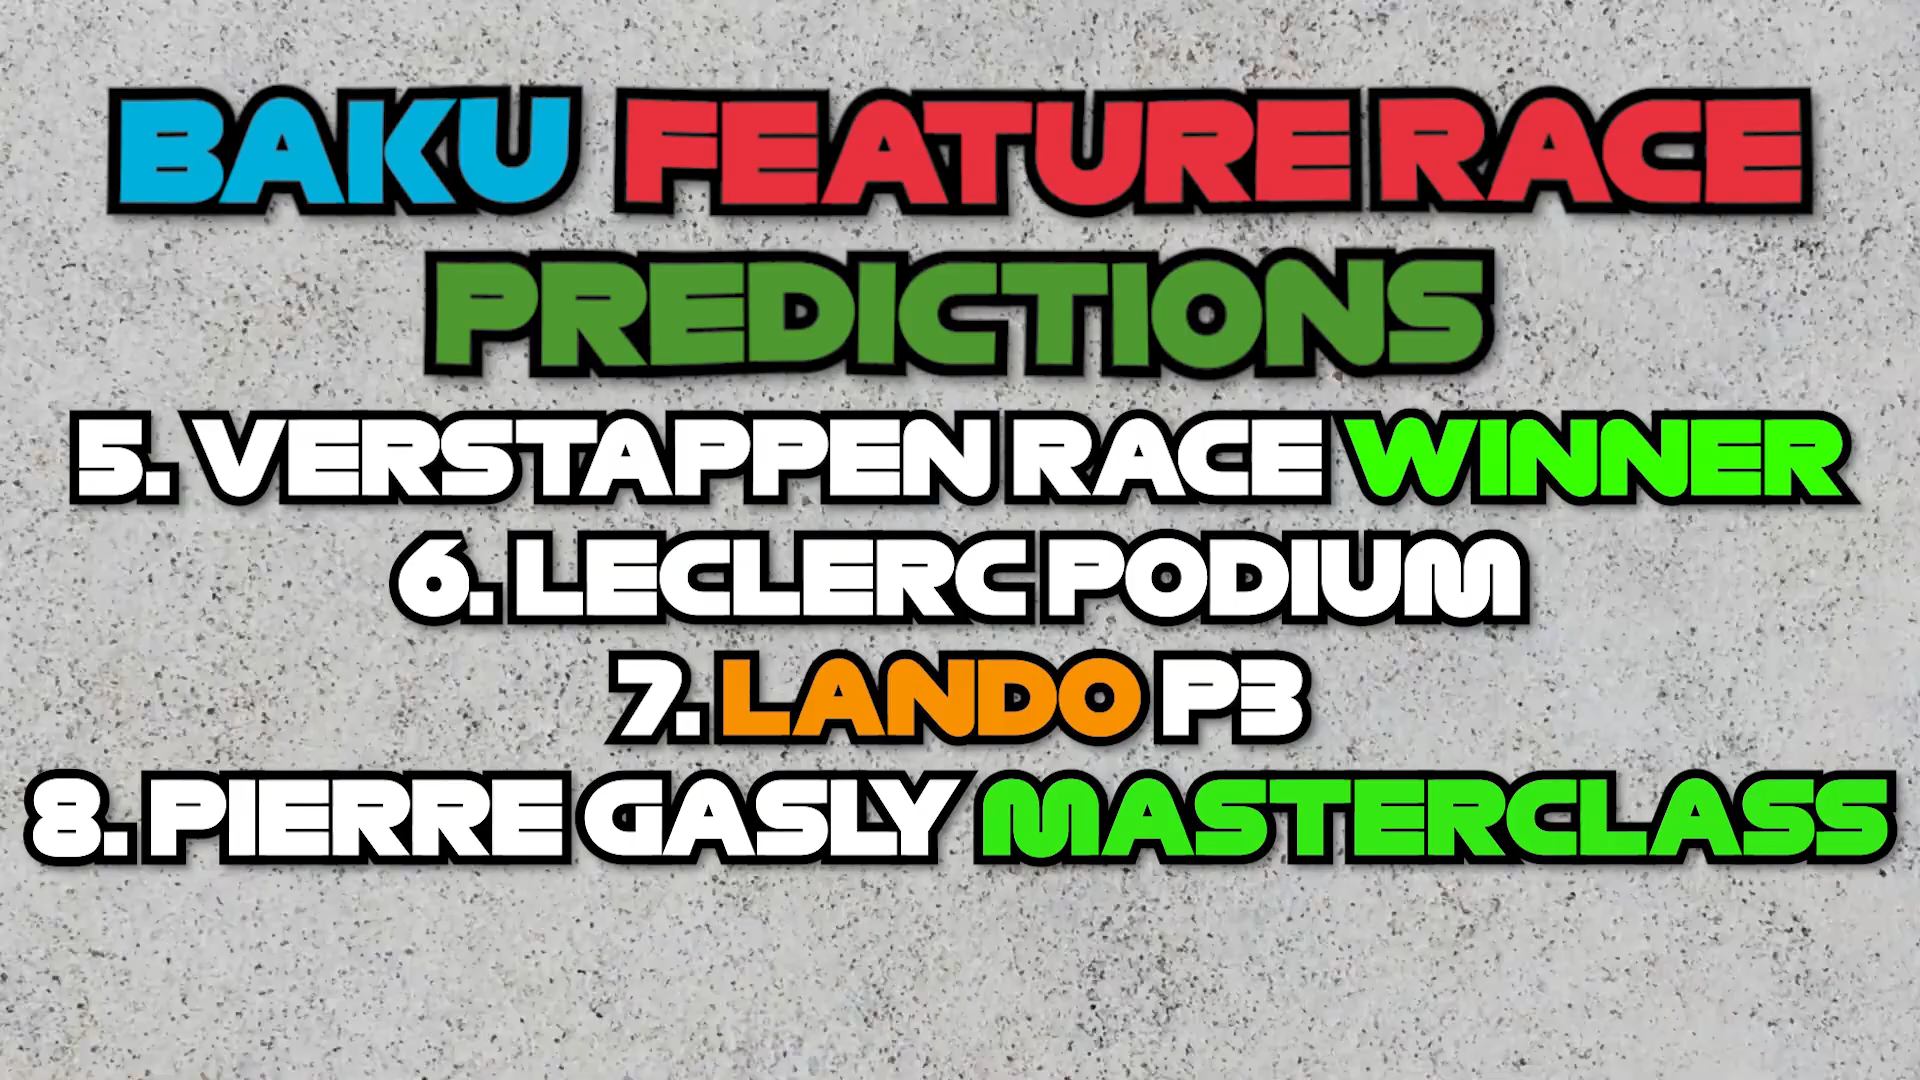 BAKU FEATURE RACE
PREDICTIONS
5. VERSTAPPEN RACE WINNER
6. LECLERC PODIUM
7. LANDO P3
8. PIERRE GASLY MASTERCLASS